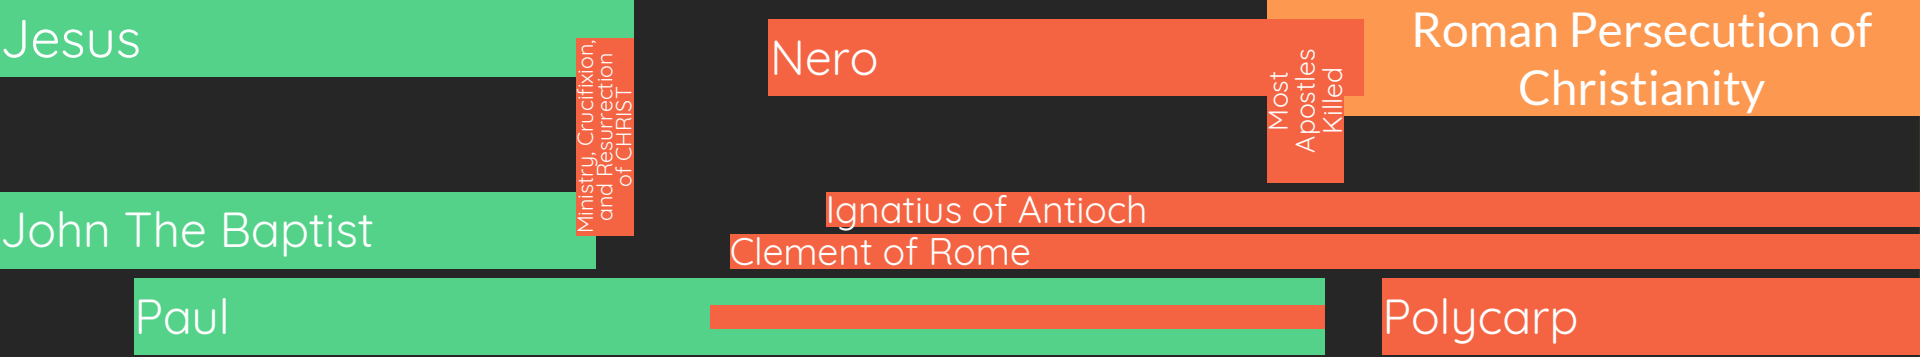 Jesus
Ministry, Crucifixion,
and Resurrection
of CHRIST
Nero
Most
Apostles
Killed
Roman Persecution of
Christianity
John The Baptist
Ignatius of Antioch
Clement of Rome
Paul
Polycarp